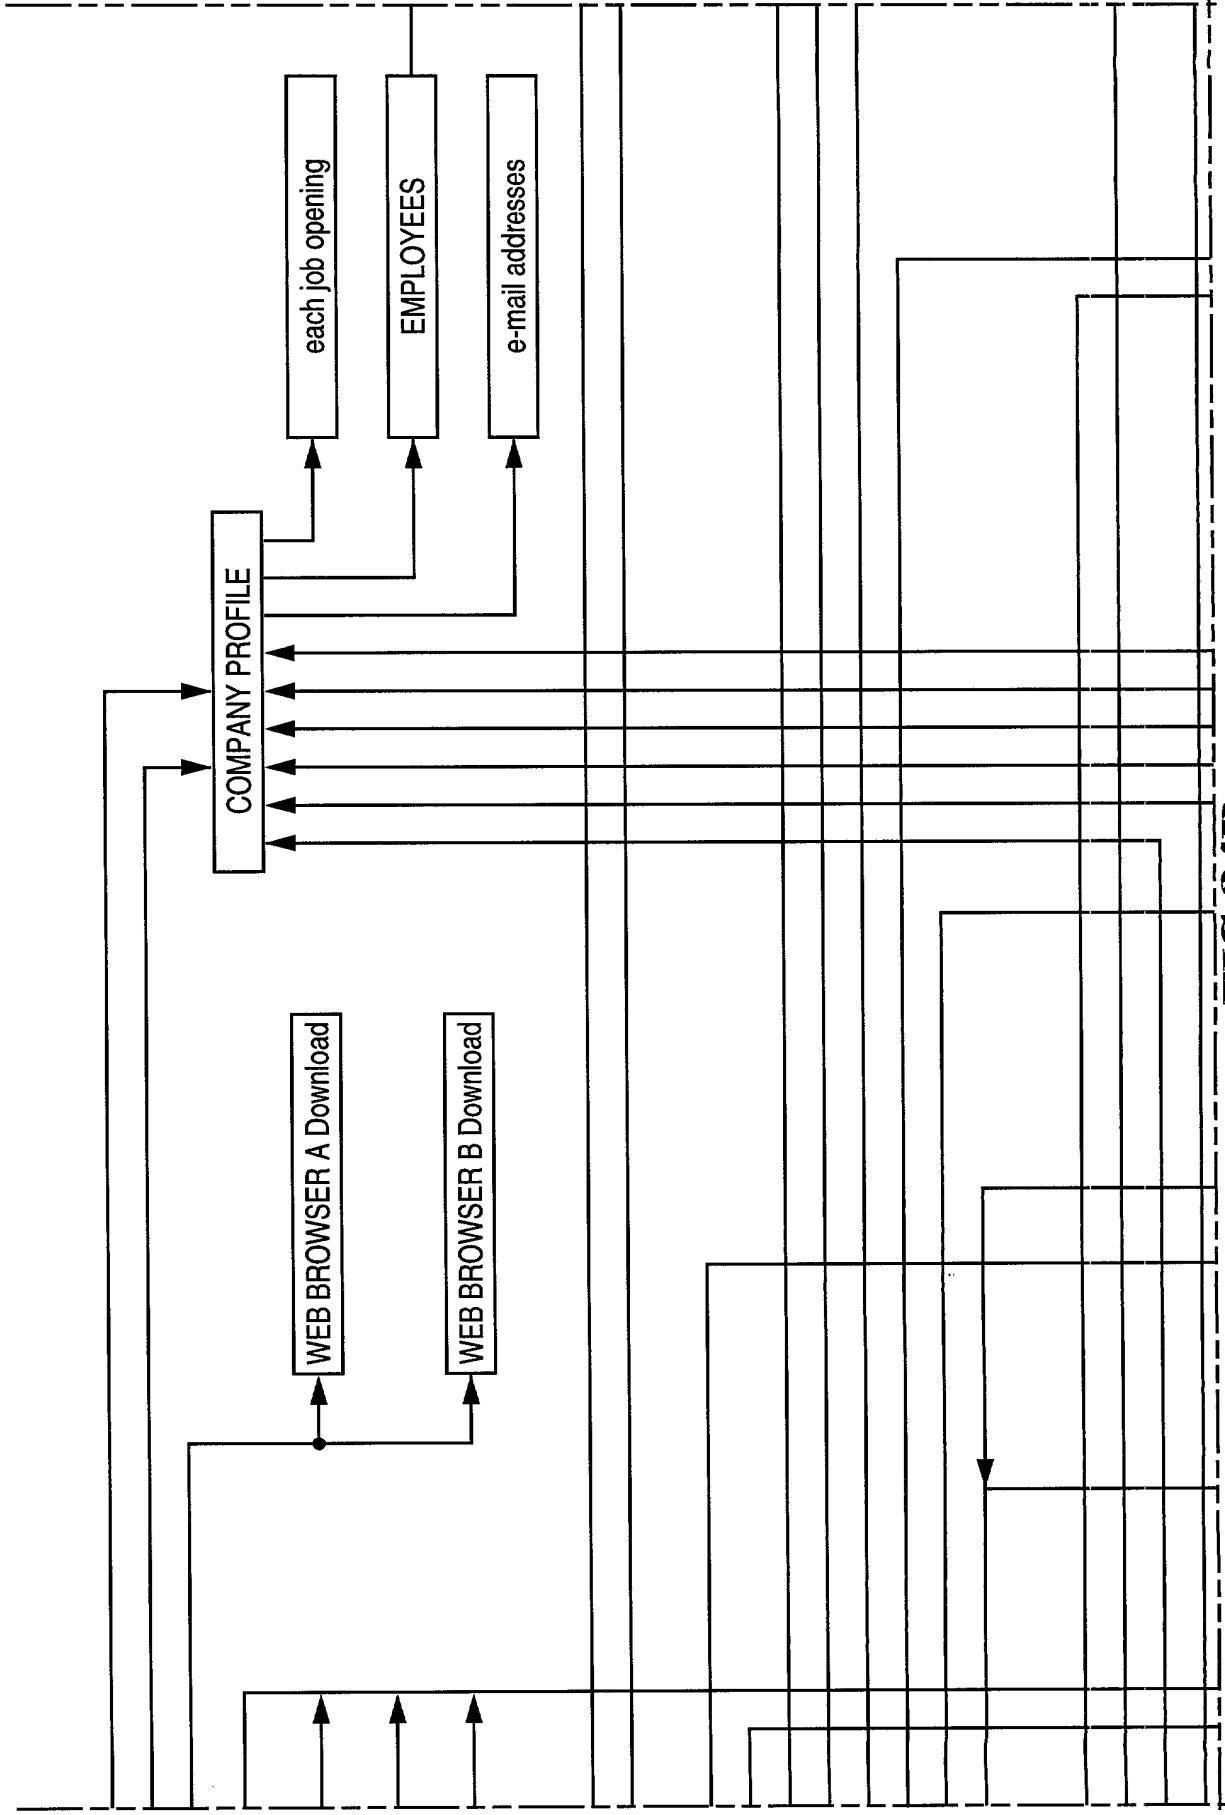 COMPANY PROFILE
each job opening
EMPLOYEES
e-mail addresses
WEB BROWSER A Download
WEB BROWSER B Download